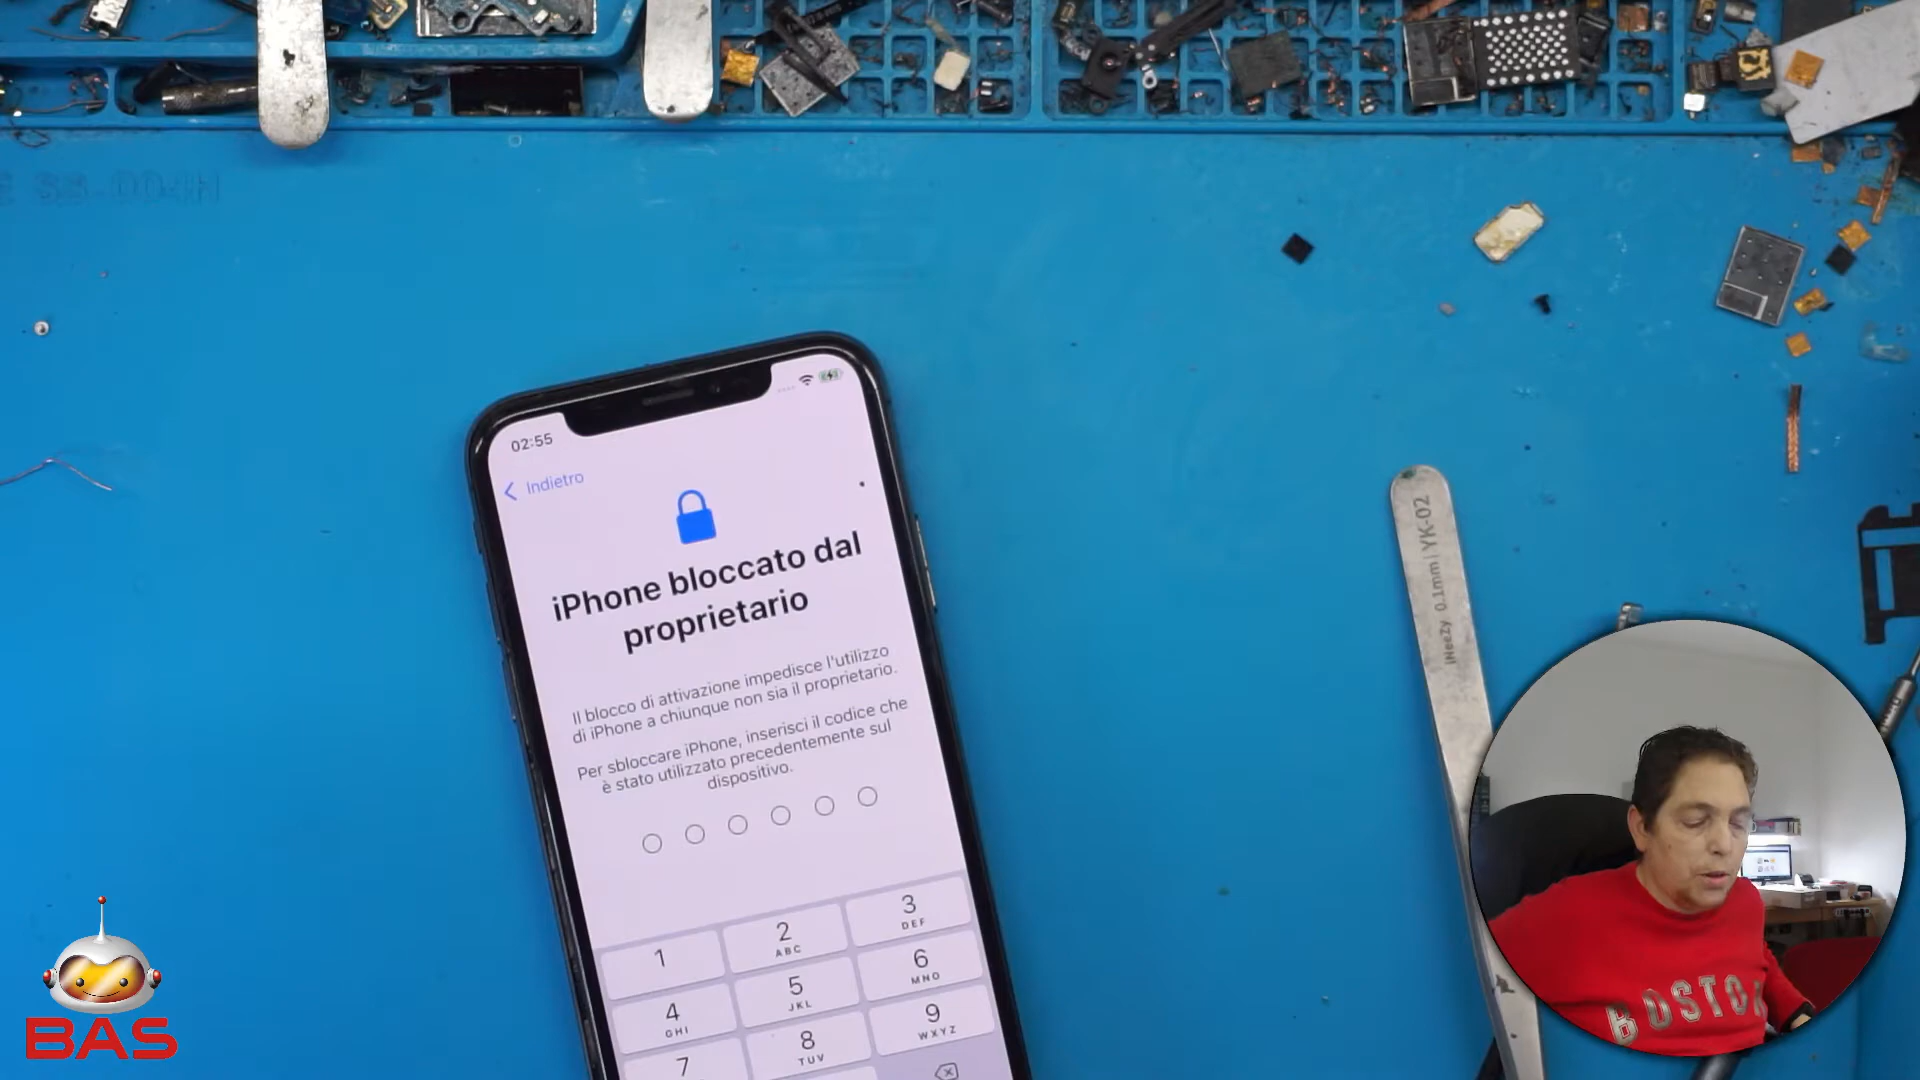 02:55
Indietro
iPhone bloccato dal
proprietario
Il blocco di attivazione impedisce l'utilizzo
di iPhone a chiunque non sia il proprietario.
Per sbloccare iPhone, inserisci il codice che
è stato utilizzato precedentemente sul
dispositivo.
1
2
ABC
3
DEF
4
GHI
5
JKL
6
MNO
7
8
TUV
9
WXYZ
0.1mm | YK-02
BOSTON
BAS